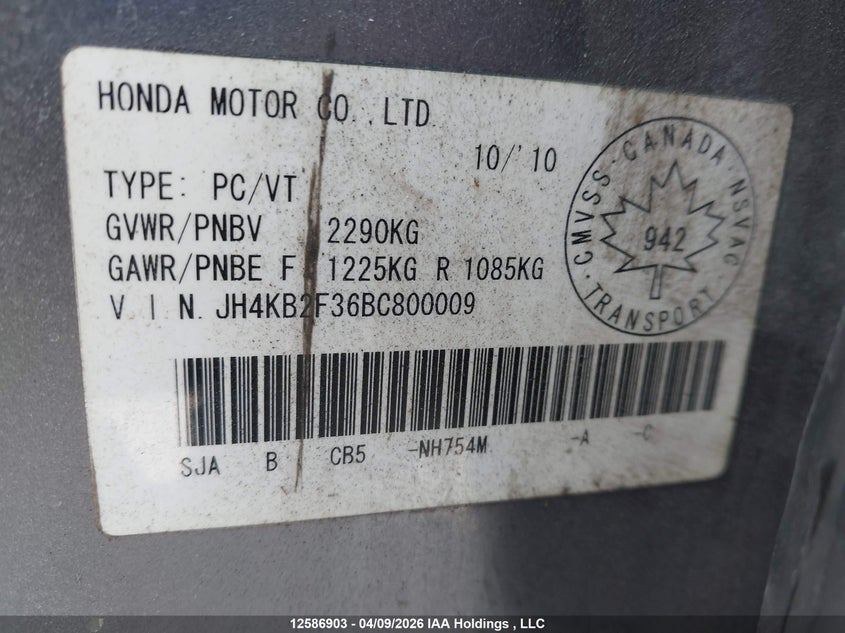 HONDA MOTOR CO.,LTD.
10/'10
TYPE: PC/VT
GVWR/PNBV 2290KG
GAWR/PNBE F 1225KG R 1085KG
V.I.N. JH4KB2F36BC800009
CMVSS · CANADA · NSVAC · TRANSPORT ·
942
SJA B CB5 -NH754M -A -C
12586903 - 04/09/2026 IAA Holdings , LLC